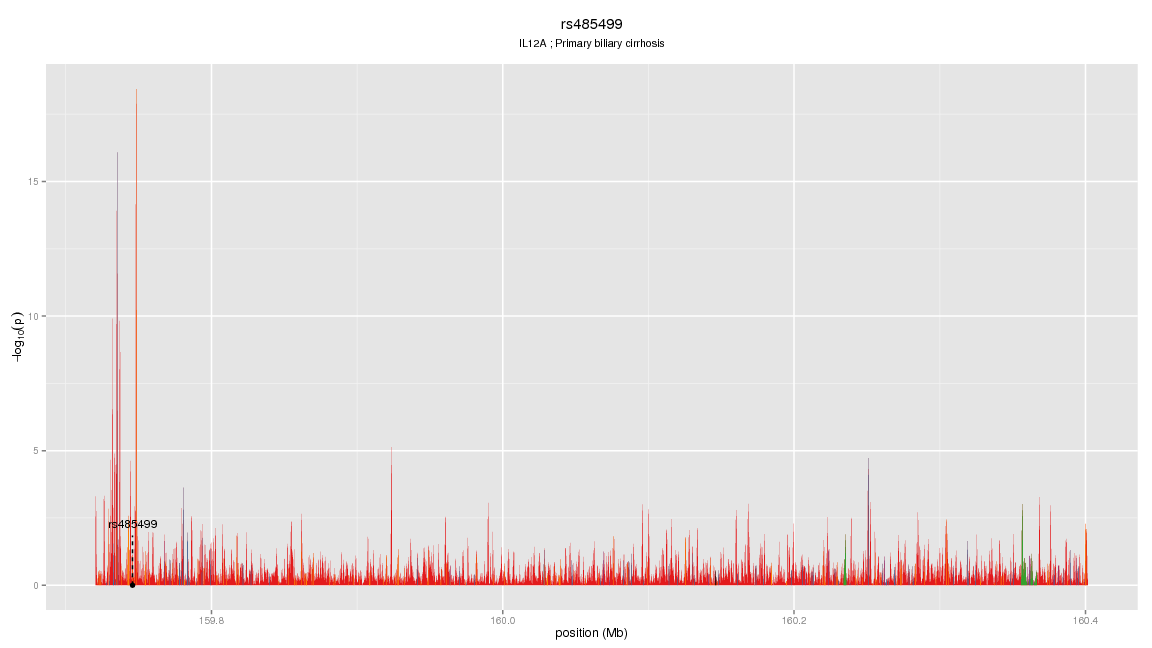 rs485499
IL12A ; Primary biliary cirrhosis
15
10
5
0
-log10(p)
rs485499
159.8
160.0
160.2
160.4
position (Mb)